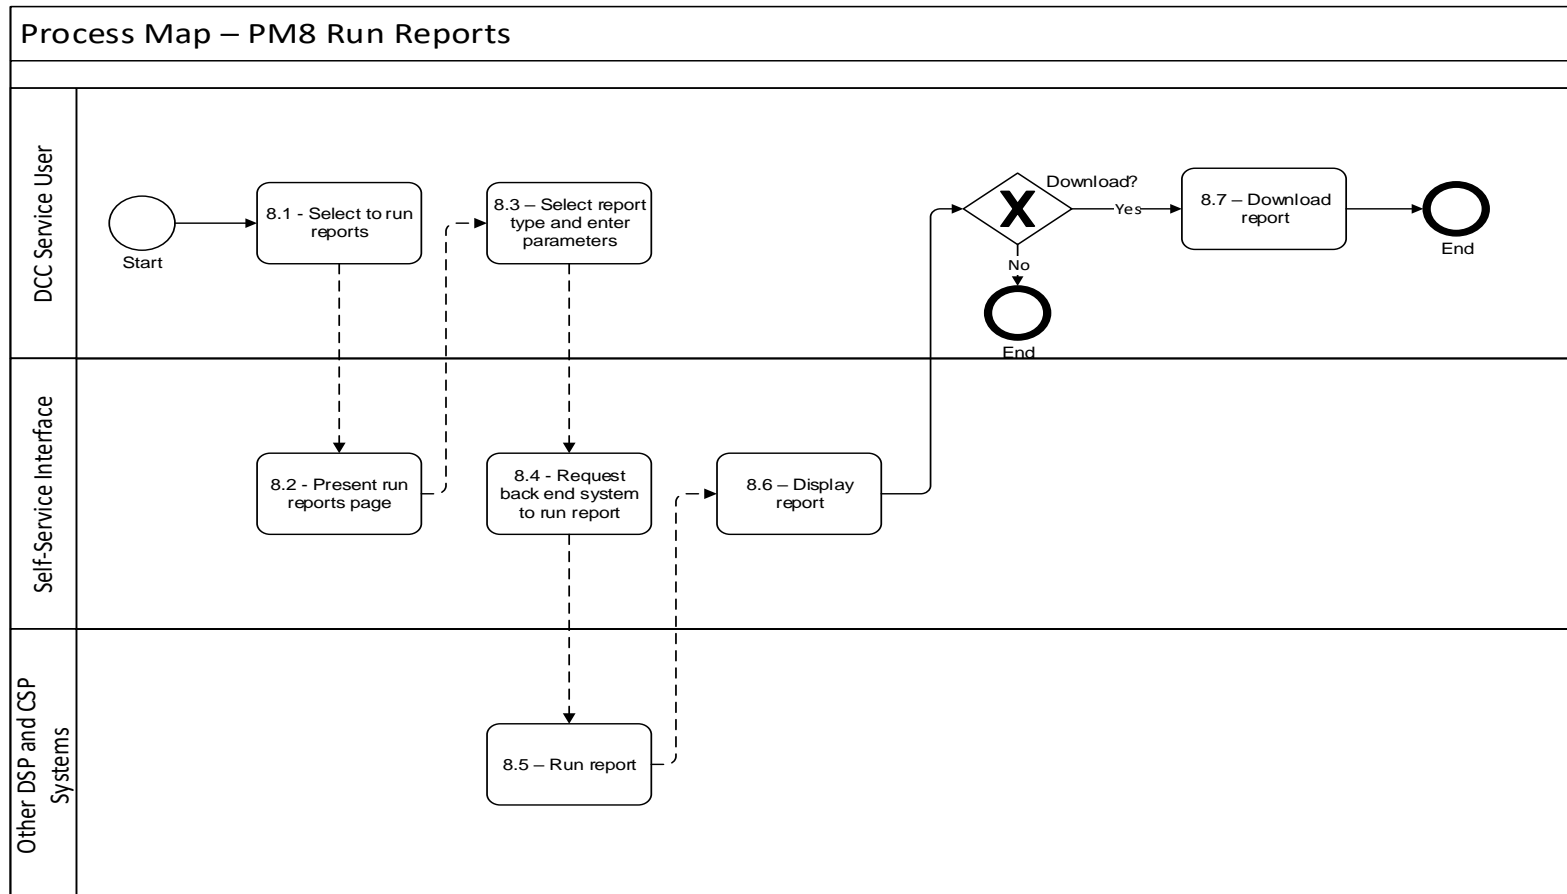 Process Map – PM8 Run Reports
DCC Service User
Start
8.1 - Select to run
reports
8.3 – Select report
type and enter
parameters
Download?
Yes
No
End
8.7 – Download
report
End
Self-Service Interface
8.2 - Present run
reports page
8.4 - Request
back end system
to run report
8.6 – Display
report
Other DSP and CSP
Systems
8.5 – Run report